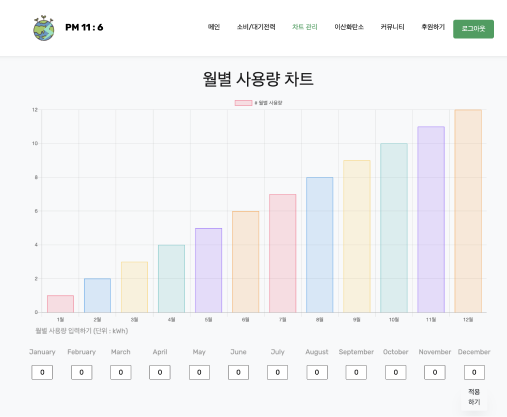 PM 11 : 6
메인 소비/대기전력 차트 관리 이산화탄소 커뮤니티 후원하기 로그아웃
월별 사용량 차트
# 월별 사용량
12
10
8
6
4
2
0
1월 2월 3월 4월 5월 6월 7월 8월 9월 10월 11월 12월
월별 사용량 입력하기 (단위 : kWh)
January February March April May June July August September October November December
0 0 0 0 0 0 0 0 0 0 0 0
적용
하기